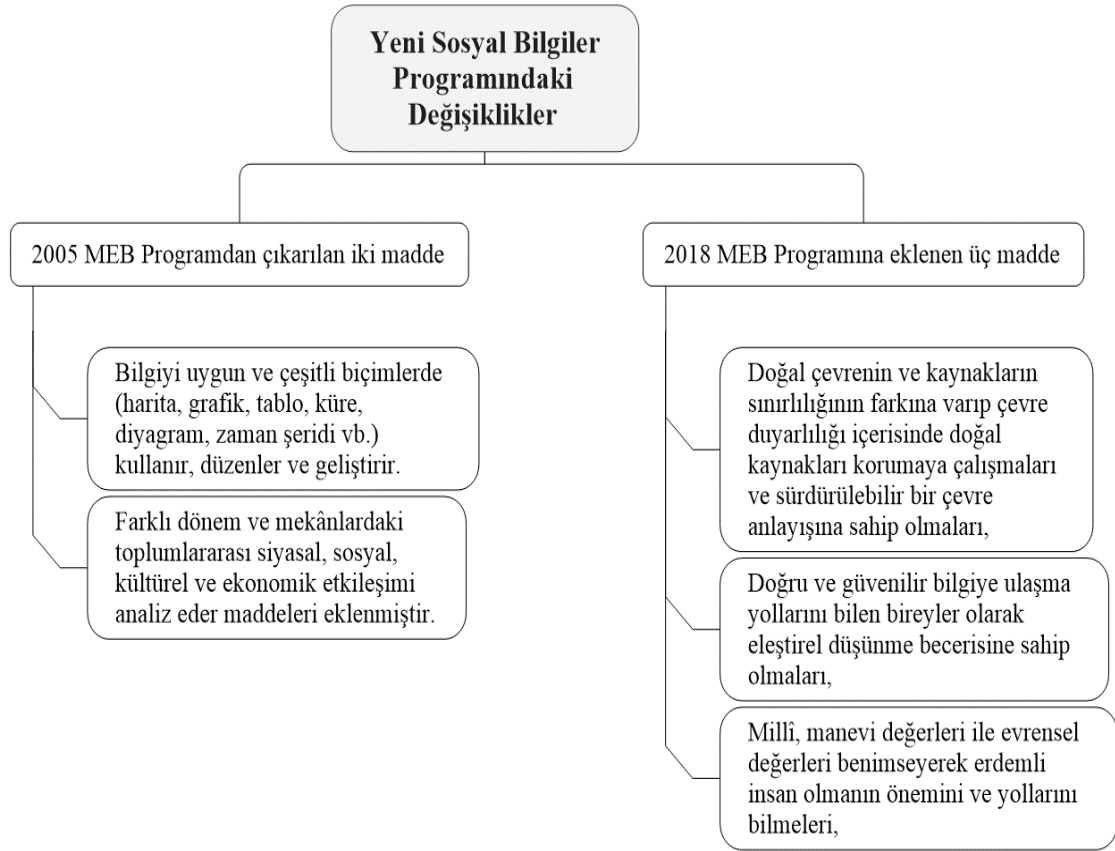 Yeni Sosyal Bilgiler
Programındaki
Değişiklikler
2005 MEB Programdan çıkarılan iki madde
Bilgiyi uygun ve çeşitli biçimlerde
(harita, grafik, tablo, küre,
diyagram, zaman şeridi vb.)
kullanır, düzenler ve geliştirir.
Farklı dönem ve mekânlardaki
toplumlararası siyasal, sosyal,
kültürel ve ekonomik etkileşimi
analiz eder maddeleri eklenmiştir.
2018 MEB Programına eklenen üç madde
Doğal çevrenin ve kaynakların
sınırlılığının farkına varıp çevre
duyarlılığı içerisinde doğal
kaynakları korumaya çalışmaları
ve sürdürülebilir bir çevre
anlayışına sahip olmaları,
Doğru ve güvenilir bilgiye ulaşma
yollarını bilen bireyler olarak
eleştirel düşünme becerisine sahip
olmaları,
Millî, manevi değerleri ile evrensel
değerleri benimseyerek erdemli
insan olmanın önemini ve yollarını
bilmeleri,